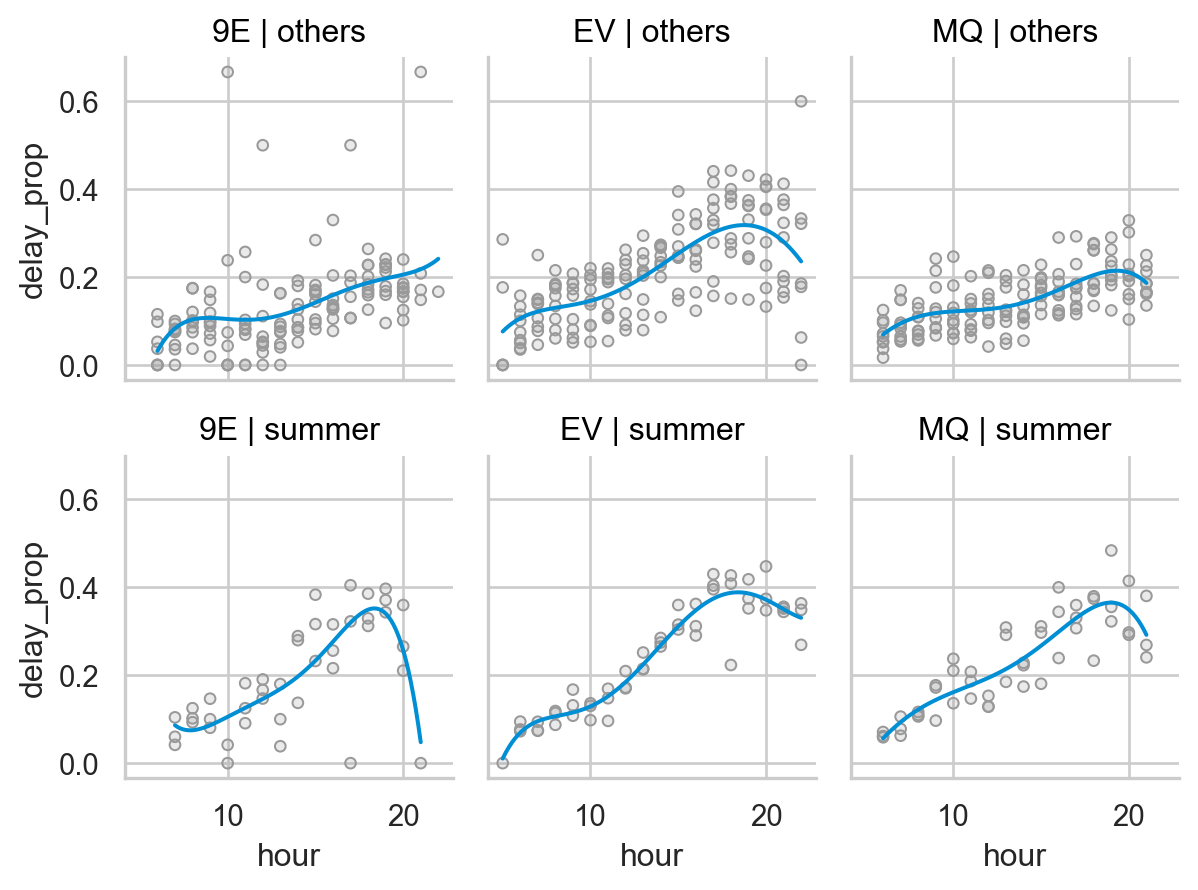 9E | others EV | others MQ | others
delay_prop
0.6
0.4
0.2
0.0
9E | summer EV | summer MQ | summer
delay_prop
0.6
0.4
0.2
0.0
10 20 10 20 10 20
hour hour hour